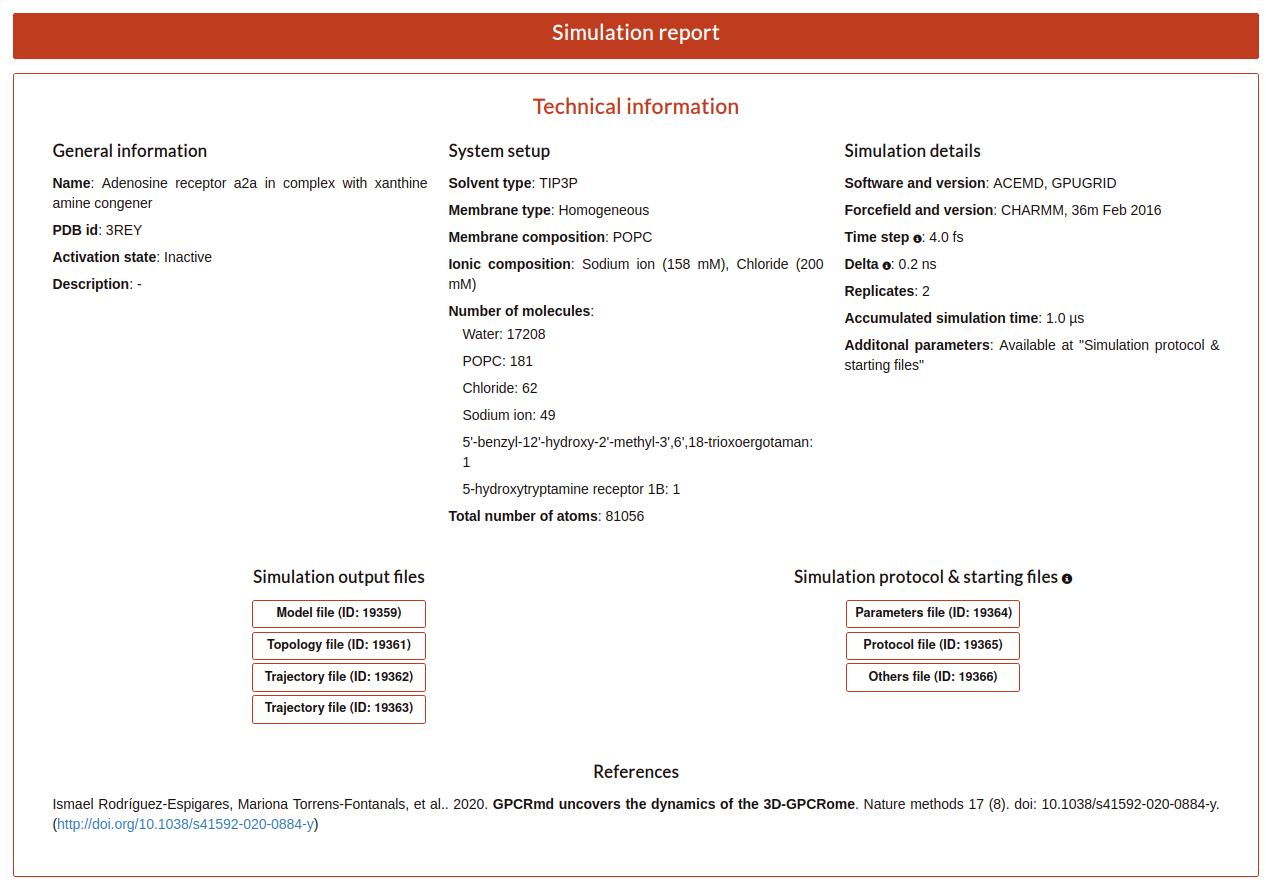 Simulation report
Technical information
General information
Name: Adenosine receptor a2a in complex with xanthine
amine congener
PDB id: 3REY
Activation state: Inactive
Description: -
System setup
Solvent type: TIP3P
Membrane type: Homogeneous
Membrane composition: POPC
Ionic composition: Sodium ion (158 mM), Chloride (200
mM)
Number of molecules:
Water: 17208
POPC: 181
Chloride: 62
Sodium ion: 49
5'-benzyl-12'-hydroxy-2'-methyl-3',6',18-trioxoergotaman:
1
5-hydroxytryptamine receptor 1B: 1
Total number of atoms: 81056
Simulation details
Software and version: ACEMD, GPUGRID
Forcefield and version: CHARMM, 36m Feb 2016
Time step : 4.0 fs
Delta : 0.2 ns
Replicates: 2
Accumulated simulation time: 1.0 µs
Additonal parameters: Available at "Simulation protocol &
starting files"
Simulation output files
Model file (ID: 19359)
Topology file (ID: 19361)
Trajectory file (ID: 19362)
Trajectory file (ID: 19363)
Simulation protocol & starting files
Parameters file (ID: 19364)
Protocol file (ID: 19365)
Others file (ID: 19366)
References
Ismael Rodríguez-Espigares, Mariona Torrens-Fontanals, et al.. 2020. GPCRmd uncovers the dynamics of the 3D-GPCRome. Nature methods 17 (8). doi: 10.1038/s41592-020-0884-y.
(http://doi.org/10.1038/s41592-020-0884-y)